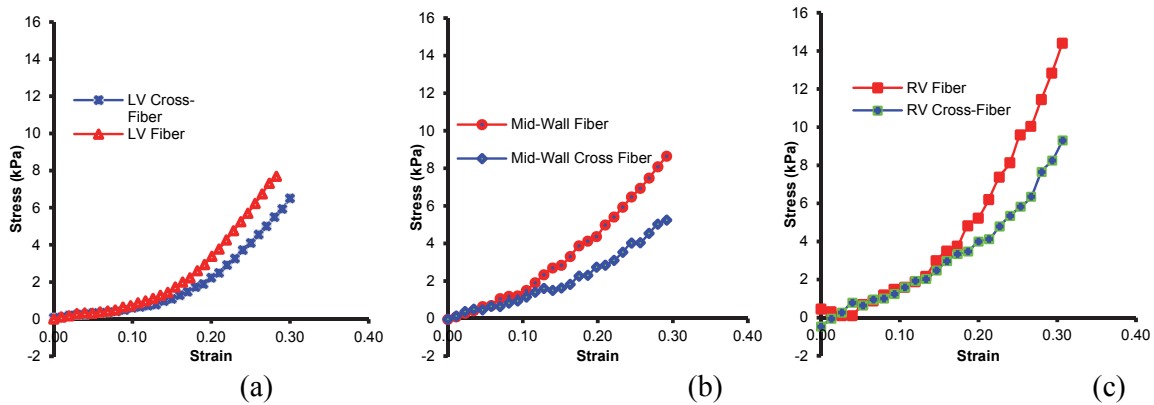 16
14
12
10
8
6
4
2
0
-2
0.00 0.10 0.20 0.30 0.40
Stress (kPa)
Strain
LV Cross-
Fiber
LV Fiber
(a)
16
14
12
10
8
6
4
2
0
-2
0.00 0.10 0.20 0.30 0.40
Stress (kPa)
Strain
Mid-Wall Fiber
Mid-Wall Cross Fiber
(b)
16
14
12
10
8
6
4
2
0
-2
0.00 0.10 0.20 0.30 0.40
Stress (kPa)
Strain
RV Fiber
RV Cross-Fiber
(c)